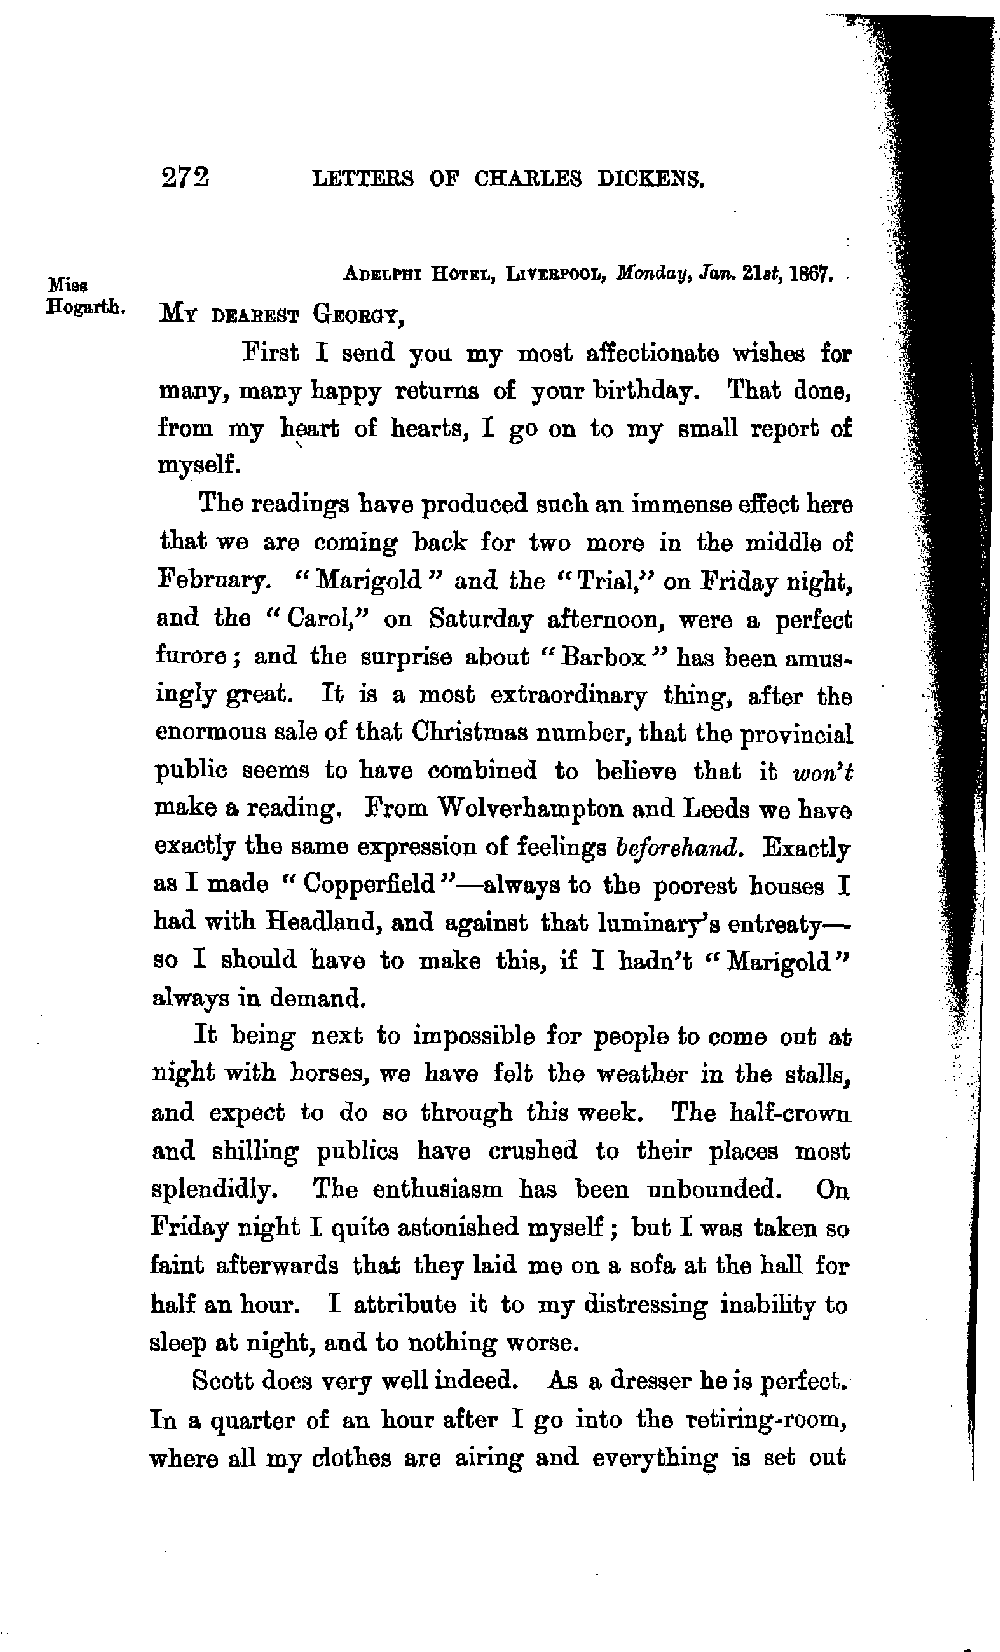 272 LETTERS OF CHARLES DICKENS.
Adelphi Hotel, Liverpool, Monday, Jan. 21st, 1867.
Miss
Hogarth.
My dearest Georgy,
First I send you my most affectionate wishes for
many, many happy returns of your birthday. That done,
from my heart of hearts, I go on to my small report of
myself.
The readings have produced such an immense effect here
that we are coming back for two more in the middle of
February. “Marigold” and the “Trial,” on Friday night,
and the “Carol,” on Saturday afternoon, were a perfect
furore; and the surprise about “Barbox” has been amus-
ingly great. It is a most extraordinary thing, after the
enormous sale of that Christmas number, that the provincial
public seems to have combined to believe that it won't
make a reading. From Wolverhampton and Leeds we have
exactly the same expression of feelings beforehand. Exactly
as I made “Copperfield”—always to the poorest houses I
had with Headland, and against that luminary's entreaty—
so I should have to make this, if I hadn't “Marigold”
always in demand.
It being next to impossible for people to come out at
night with horses, we have felt the weather in the stalls,
and expect to do so through this week. The half-crown
and shilling publics have crushed to their places most
splendidly. The enthusiasm has been unbounded. On
Friday night I quite astonished myself; but I was taken so
faint afterwards that they laid me on a sofa at the hall for
half an hour. I attribute it to my distressing inability to
sleep at night, and to nothing worse.
Scott does very well indeed. As a dresser he is perfect.
In a quarter of an hour after I go into the retiring-room,
where all my clothes are airing and everything is set out